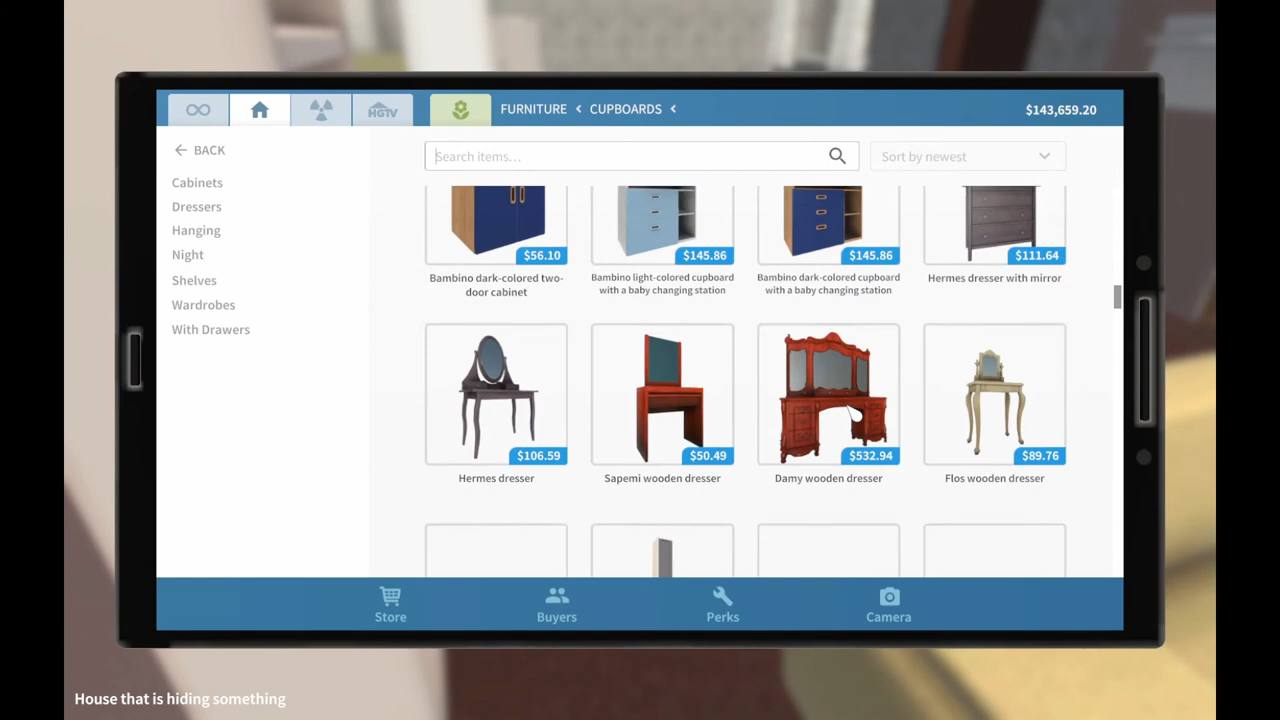 HGTV
FURNITURE < CUPBOARDS <
$143,659.20
BACK
Search items...
Sort by newest
Cabinets
Dressers
Hanging
Night
Shelves
Wardrobes
With Drawers
$56.10
$145.86
$145.86
$111.64
Bambino dark-colored two-
door cabinet
Bambino light-colored cupboard
with a baby changing station
Bambino dark-colored cupboard
with a baby changing station
Hermes dresser with mirror
$106.59
$50.49
$532.94
$89.76
Hermes dresser
Sapemi wooden dresser
Damy wooden dresser
Flos wooden dresser
Store
Buyers
Perks
Camera
House that is hiding something